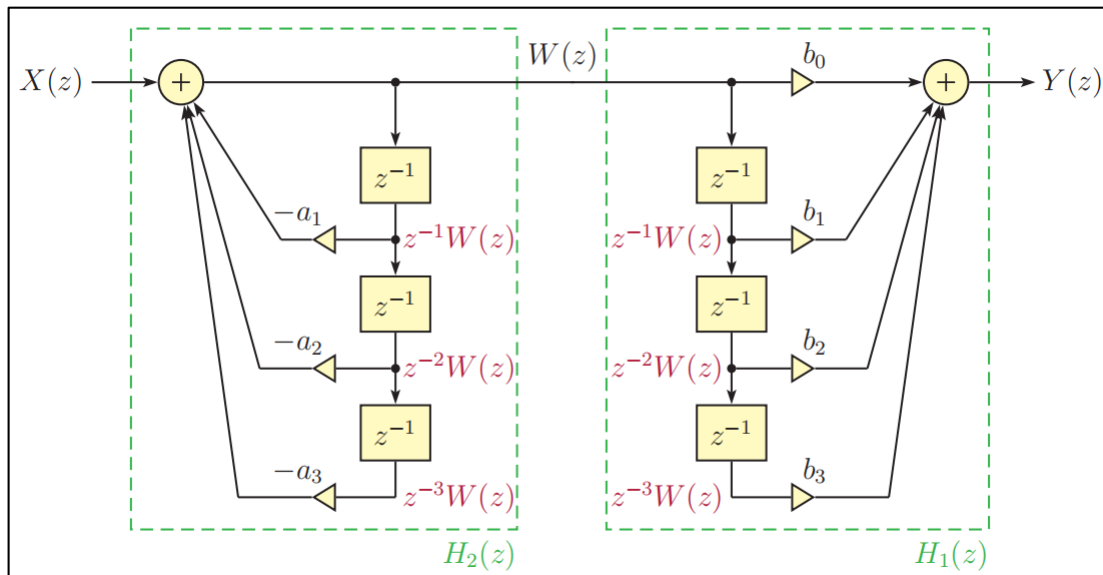 X(z) + W(z) b₀ + Y(z)
z⁻¹ z⁻¹
−a₁ z⁻¹W(z) z⁻¹W(z) b₁
z⁻¹ z⁻¹
−a₂ z⁻²W(z) z⁻²W(z) b₂
z⁻¹ z⁻¹
−a₃ z⁻³W(z) z⁻³W(z) b₃
H₂(z) H₁(z)